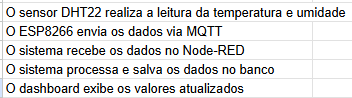 O sensor DHT22 realiza a leitura da temperatura e umidade
O ESP8266 envia os dados via MQTT
O sistema recebe os dados no Node-RED
O sistema processa e salva os dados no banco
O dashboard exibe os valores atualizados